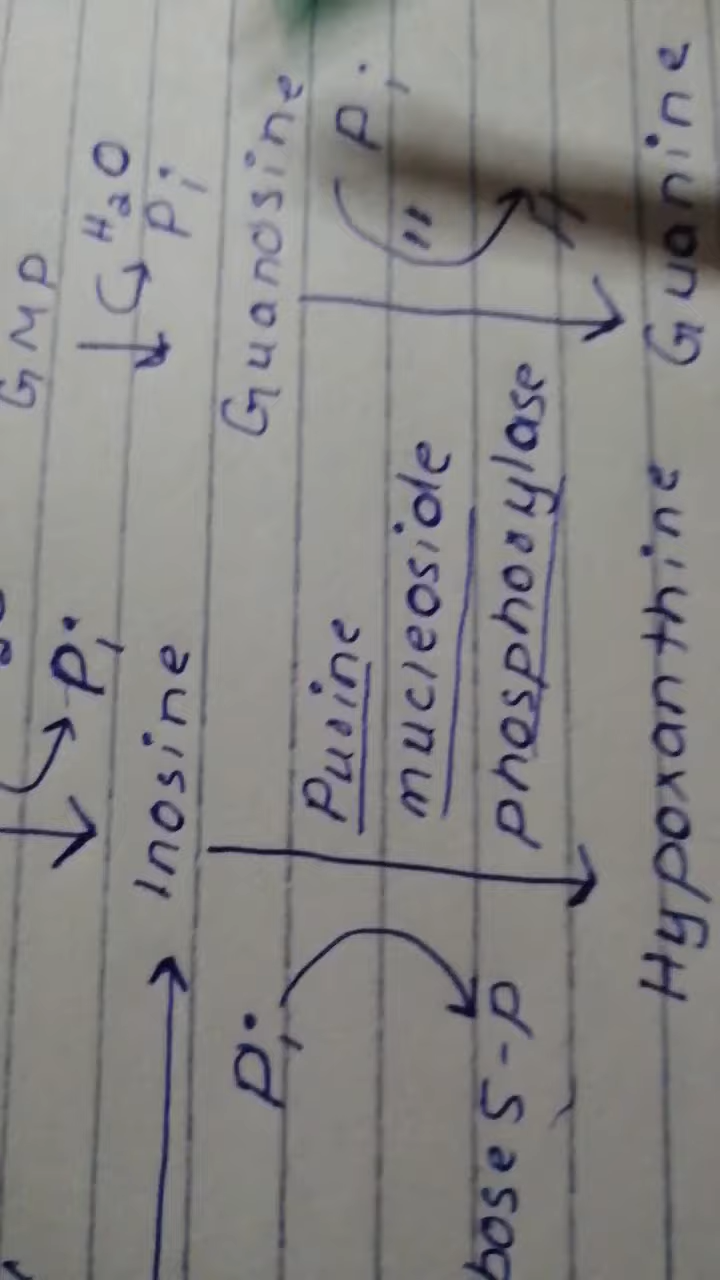 GMP
H2O
Pi
Pi
Inosine
Guanosine
Pi
Purine
Pi
nucleoside
"
bose 5-P
phosphorylase
Hypoxanthine
Guanine